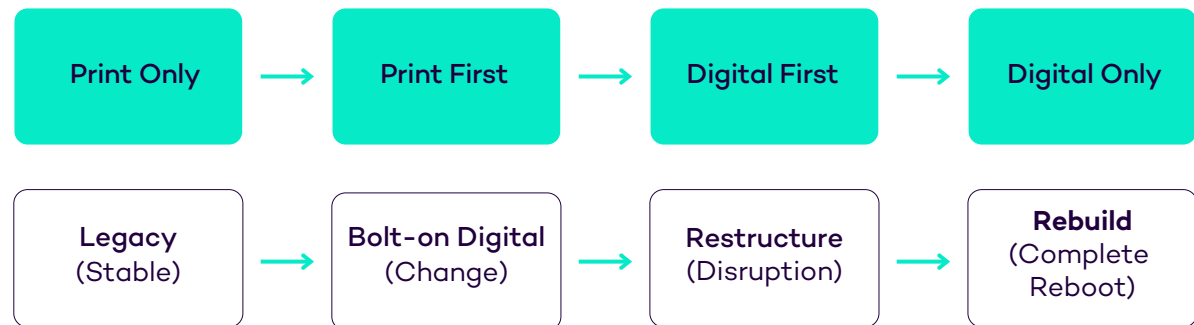 Print Only
Print First
Digital First
Digital Only
Legacy
(Stable)
Bolt-on Digital
(Change)
Restructure
(Disruption)
Rebuild
(Complete
Reboot)